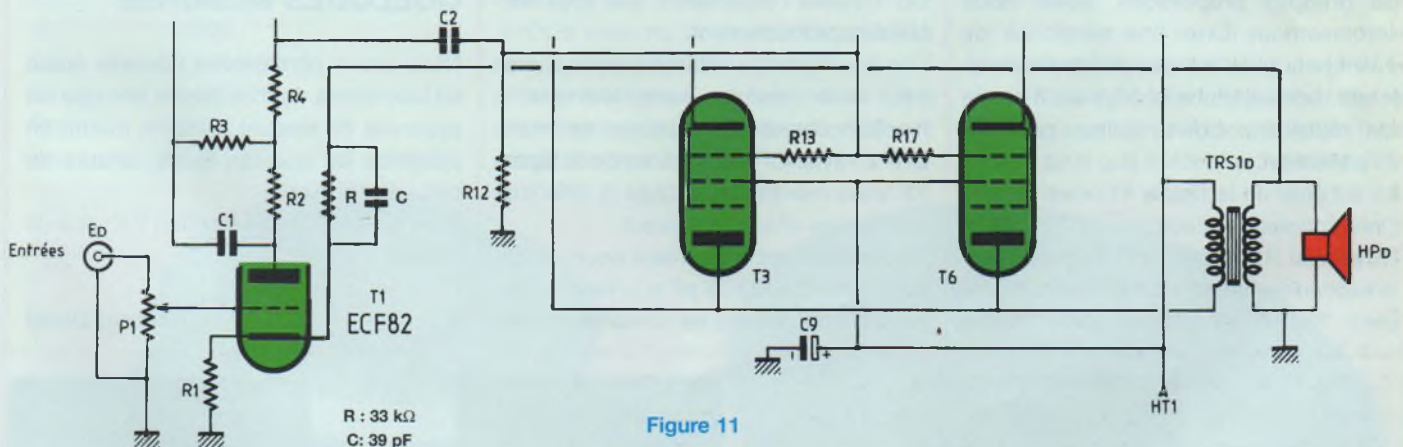 C2
R4
R3
R2
R
C
R12
R13
R17
TRS1D
C1
ED
Entrées
P1
T1
ECF82
T3
T6
HPD
R1
C9
- +
HT1
R : 33 kΩ
C: 39 pF
Figure 11